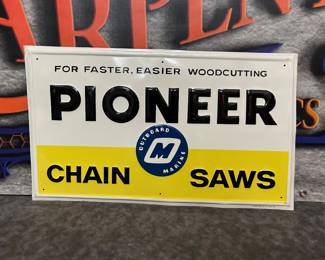 FOR FASTER, EASIER WOODCUTTING
PIONEER
OUTBOARD
M
MARINE
CHAIN SAWS